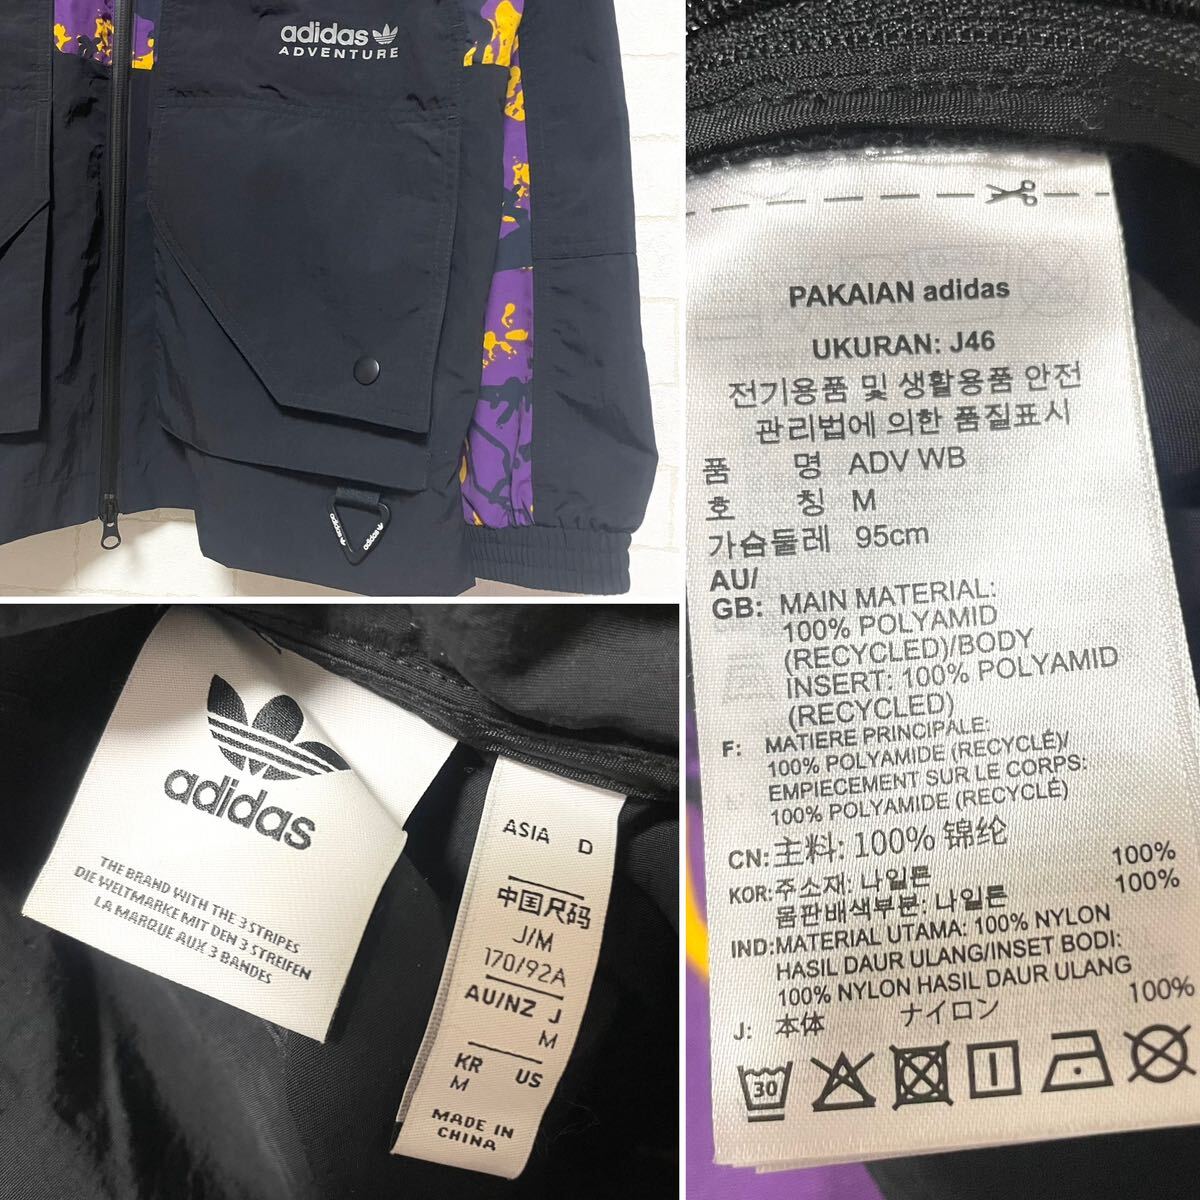 adidas
ADVENTURE
adidas
adidas
adidas
THE BRAND WITH THE 3 STRIPES
DIE WELTMARKE MIT DEN 3 STREIFEN
LA MARQUE AUX 3 BANDES
ASIA D
中国尺码
J/M
170/92A
AU/NZ J
M
KR US
M
MADE IN
CHINA
PAKAIAN adidas
UKURAN: J46
전기용품 및 생활용품 안전
관리법에 의한 품질표시
품 명 ADV WB
호 칭 M
가슴둘레 95cm
AU/
GB: MAIN MATERIAL:
100% POLYAMID
(RECYCLED)/BODY
INSERT: 100% POLYAMID
(RECYCLED)
F: MATIERE PRINCIPALE:
100% POLYAMIDE (RECYCLÉ)/
EMPIECEMENT SUR LE CORPS:
100% POLYAMIDE (RECYCLÉ)
CN: 主料: 100% 锦纶
KOR: 주소재: 나일론 100%
몸판배색부분: 나일론 100%
IND: MATERIAL UTAMA: 100% NYLON
HASIL DAUR ULANG/INSET BODI:
100% NYLON HASIL DAUR ULANG
J: 本体 ナイロン 100%
30